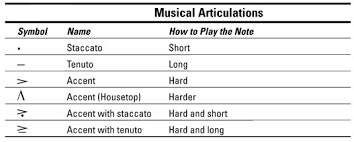 Musical Articulations
Symbol Name How to Play the Note
• Staccato Short
– Tenuto Long
> Accent Hard
Λ Accent (Housetop) Harder
Accent with staccato Hard and short
Accent with tenuto Hard and long